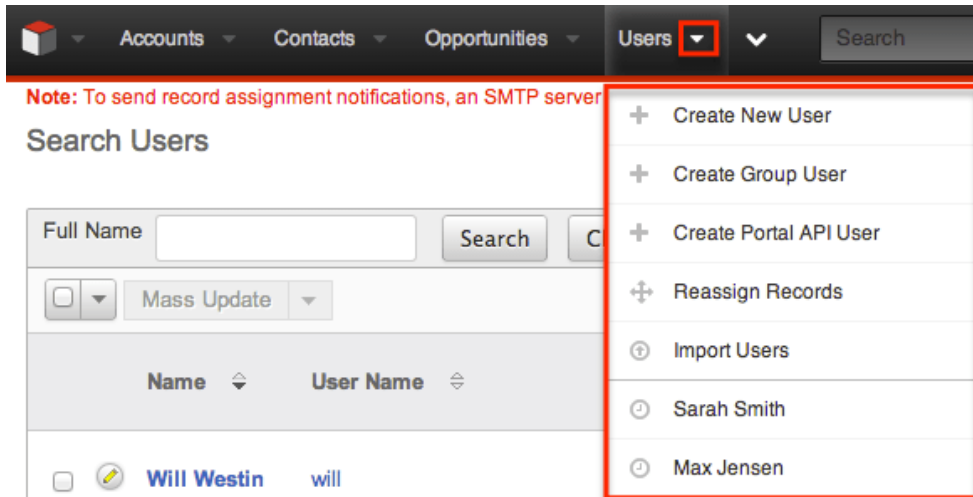 Accounts Contacts Opportunities Users Search
Note: To send record assignment notifications, an SMTP server
Search Users
Full Name Search
Mass Update
Name User Name
Will Westin will
Create New User
Create Group User
Create Portal API User
Reassign Records
Import Users
Sarah Smith
Max Jensen